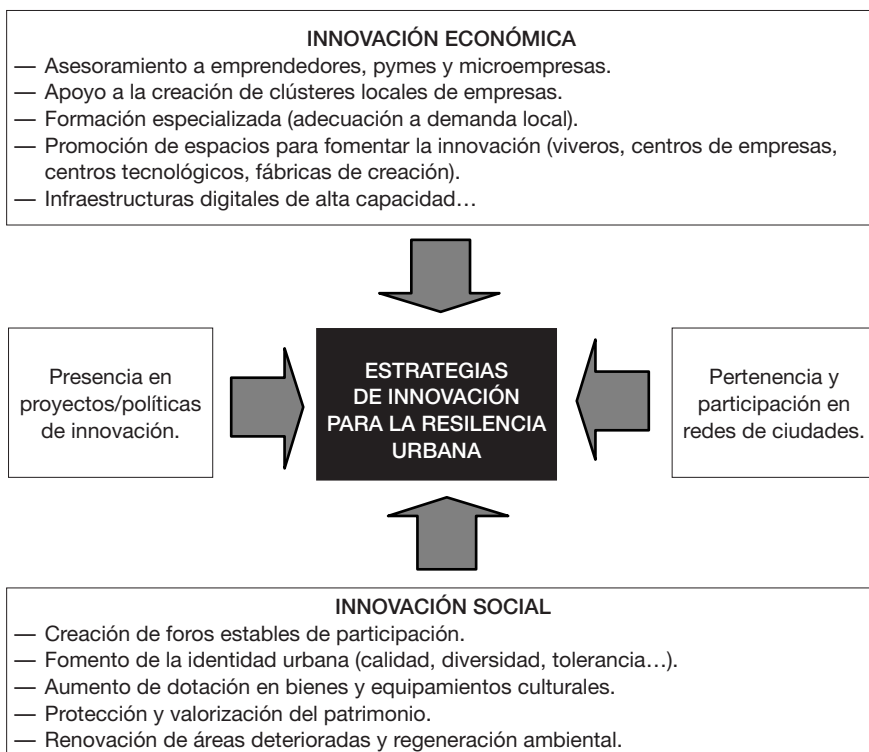 INNOVACIÓN ECONÓMICA
— Asesoramiento a emprendedores, pymes y microempresas.
— Apoyo a la creación de clústeres locales de empresas.
— Formación especializada (adecuación a demanda local).
— Promoción de espacios para fomentar la innovación (viveros, centros de empresas,
centros tecnológicos, fábricas de creación).
— Infraestructuras digitales de alta capacidad…
Presencia en
proyectos/políticas
de innovación.
ESTRATEGIAS
DE INNOVACIÓN
PARA LA RESILENCIA
URBANA
Pertenencia y
participación en
redes de ciudades.
INNOVACIÓN SOCIAL
— Creación de foros estables de participación.
— Fomento de la identidad urbana (calidad, diversidad, tolerancia…).
— Aumento de dotación en bienes y equipamientos culturales.
— Protección y valorización del patrimonio.
— Renovación de áreas deterioradas y regeneración ambiental.